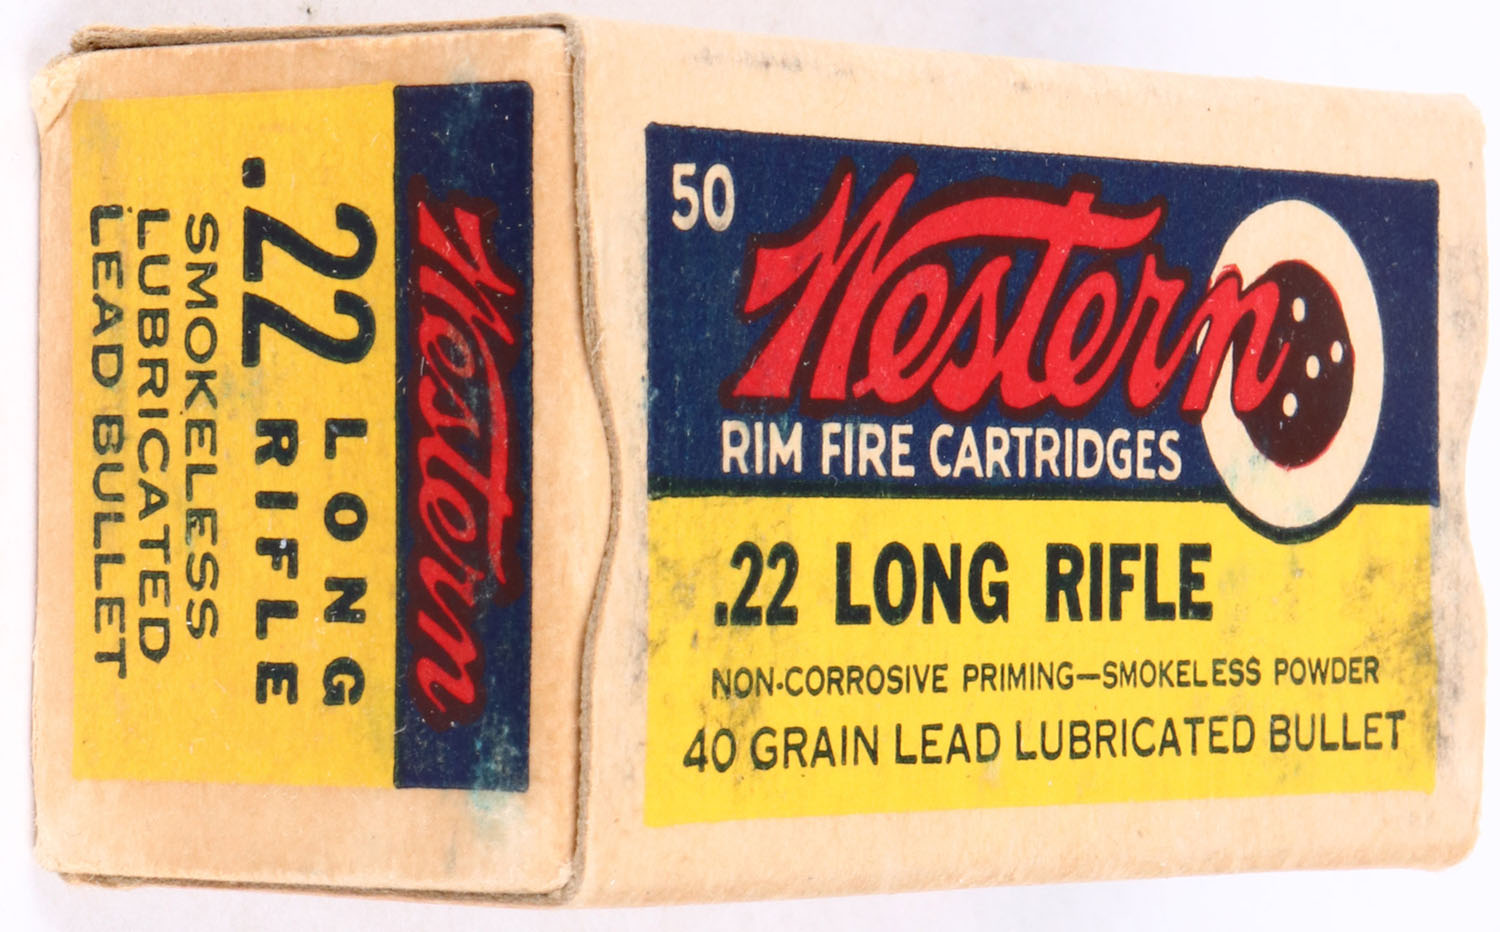 50
Western
RIM FIRE CARTRIDGES
.22 LONG RIFLE
NON-CORROSIVE PRIMING—SMOKELESS POWDER
40 GRAIN LEAD LUBRICATED BULLET
Western
22 LONG
.22 RIFLE
SMOKELESS
LUBRICATED
LEAD BULLET